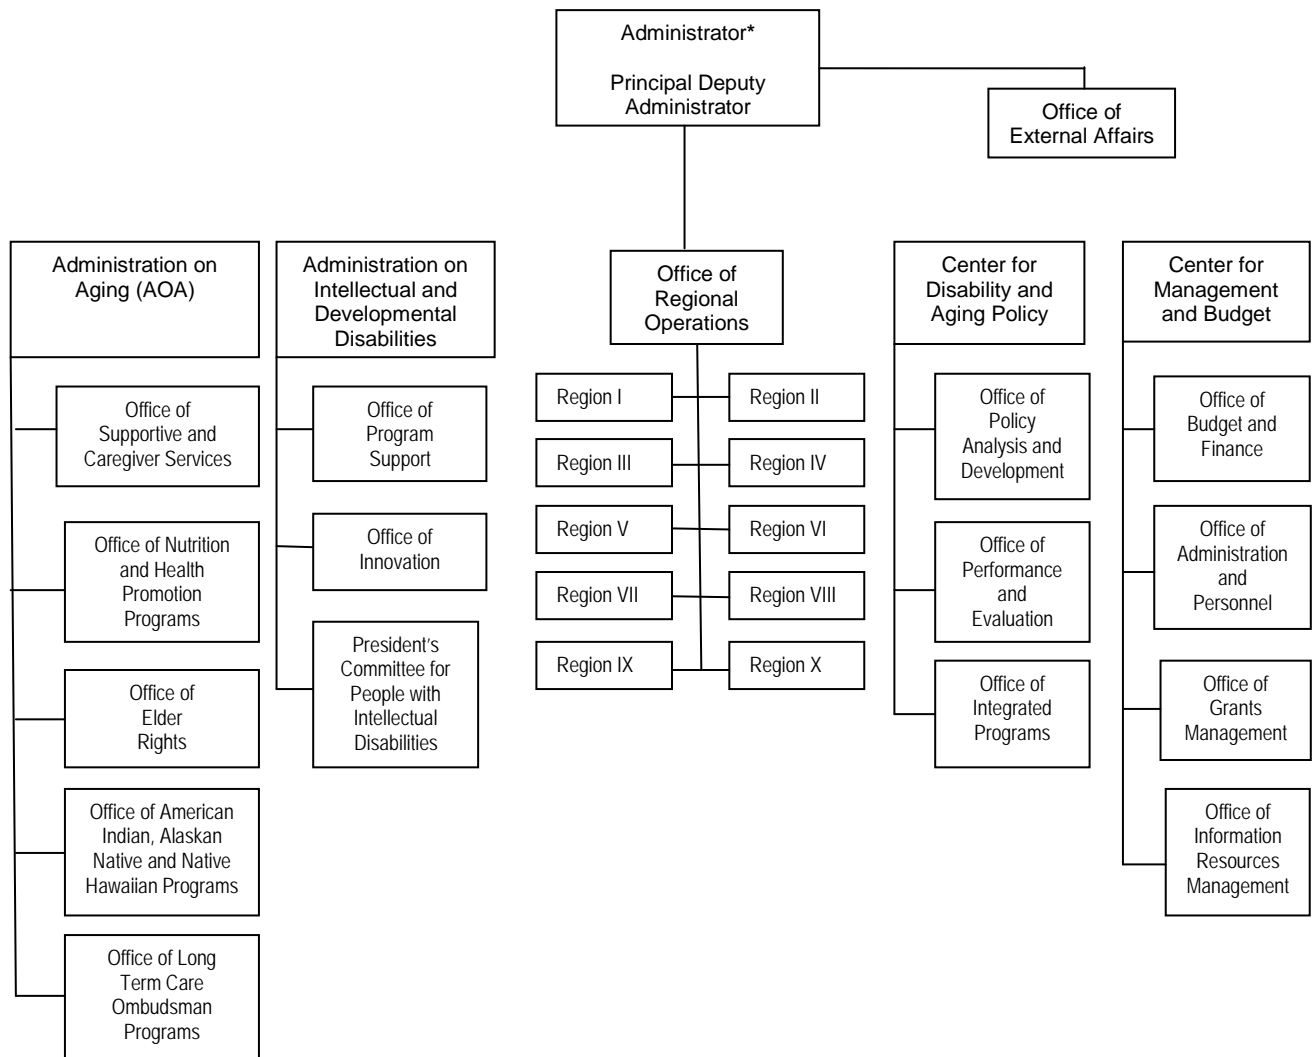 Administrator*
Principal Deputy
Administrator
Office of
External Affairs
Administration on
Aging (AOA)
Administration on
Intellectual and
Developmental
Disabilities
Office of
Regional
Operations
Center for
Disability and
Aging Policy
Center for
Management
and Budget
Office of
Supportive and
Caregiver Services
Office of Nutrition
and Health
Promotion
Programs
Office of
Elder
Rights
Office of American
Indian, Alaskan
Native and Native
Hawaiian Programs
Office of Long
Term Care
Ombudsman
Programs
Office of
Program
Support
Office of
Innovation
President's
Committee for
People with
Intellectual
Disabilities
Region I
Region II
Region III
Region IV
Region V
Region VI
Region VII
Region VIII
Region IX
Region X
Office of
Policy
Analysis and
Development
Office of
Performance
and
Evaluation
Office of
Integrated
Programs
Office of
Budget and
Finance
Office of
Administration
and
Personnel
Office of
Grants
Management
Office of
Information
Resources
Management